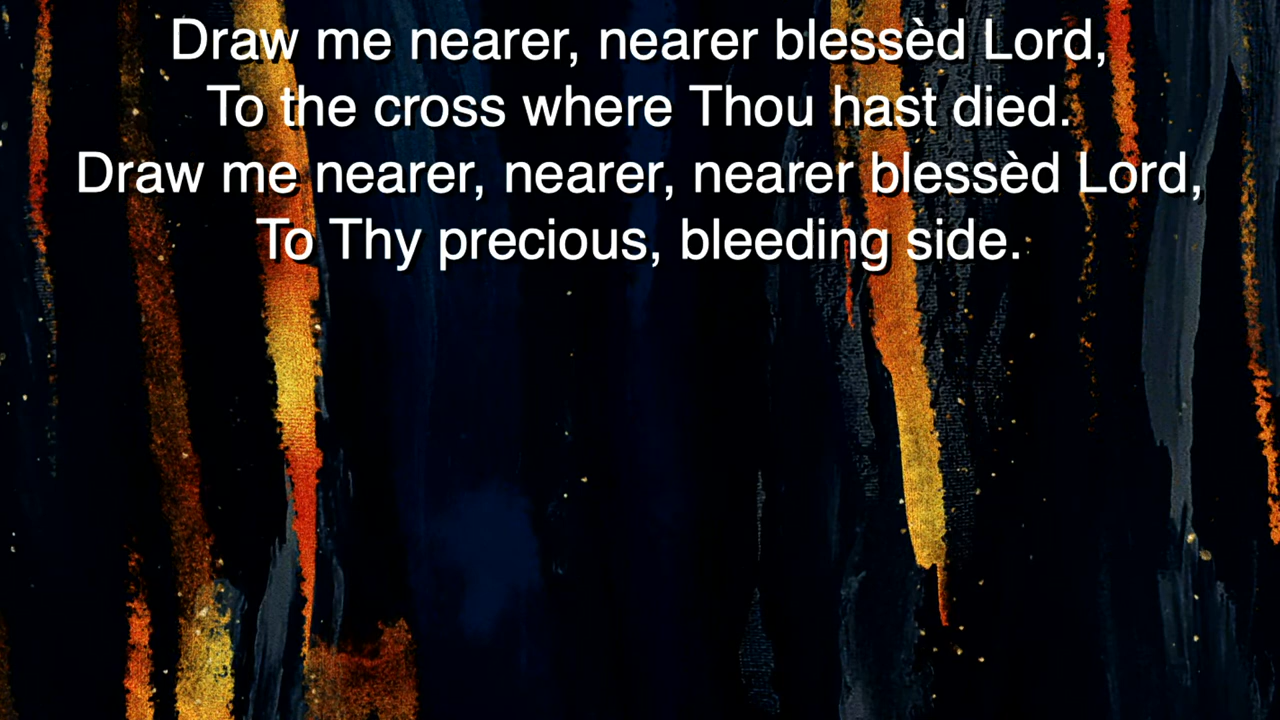 Draw me nearer, nearer blessèd Lord,
To the cross where Thou hast died.
Draw me nearer, nearer, nearer blessèd Lord,
To Thy precious, bleeding side.